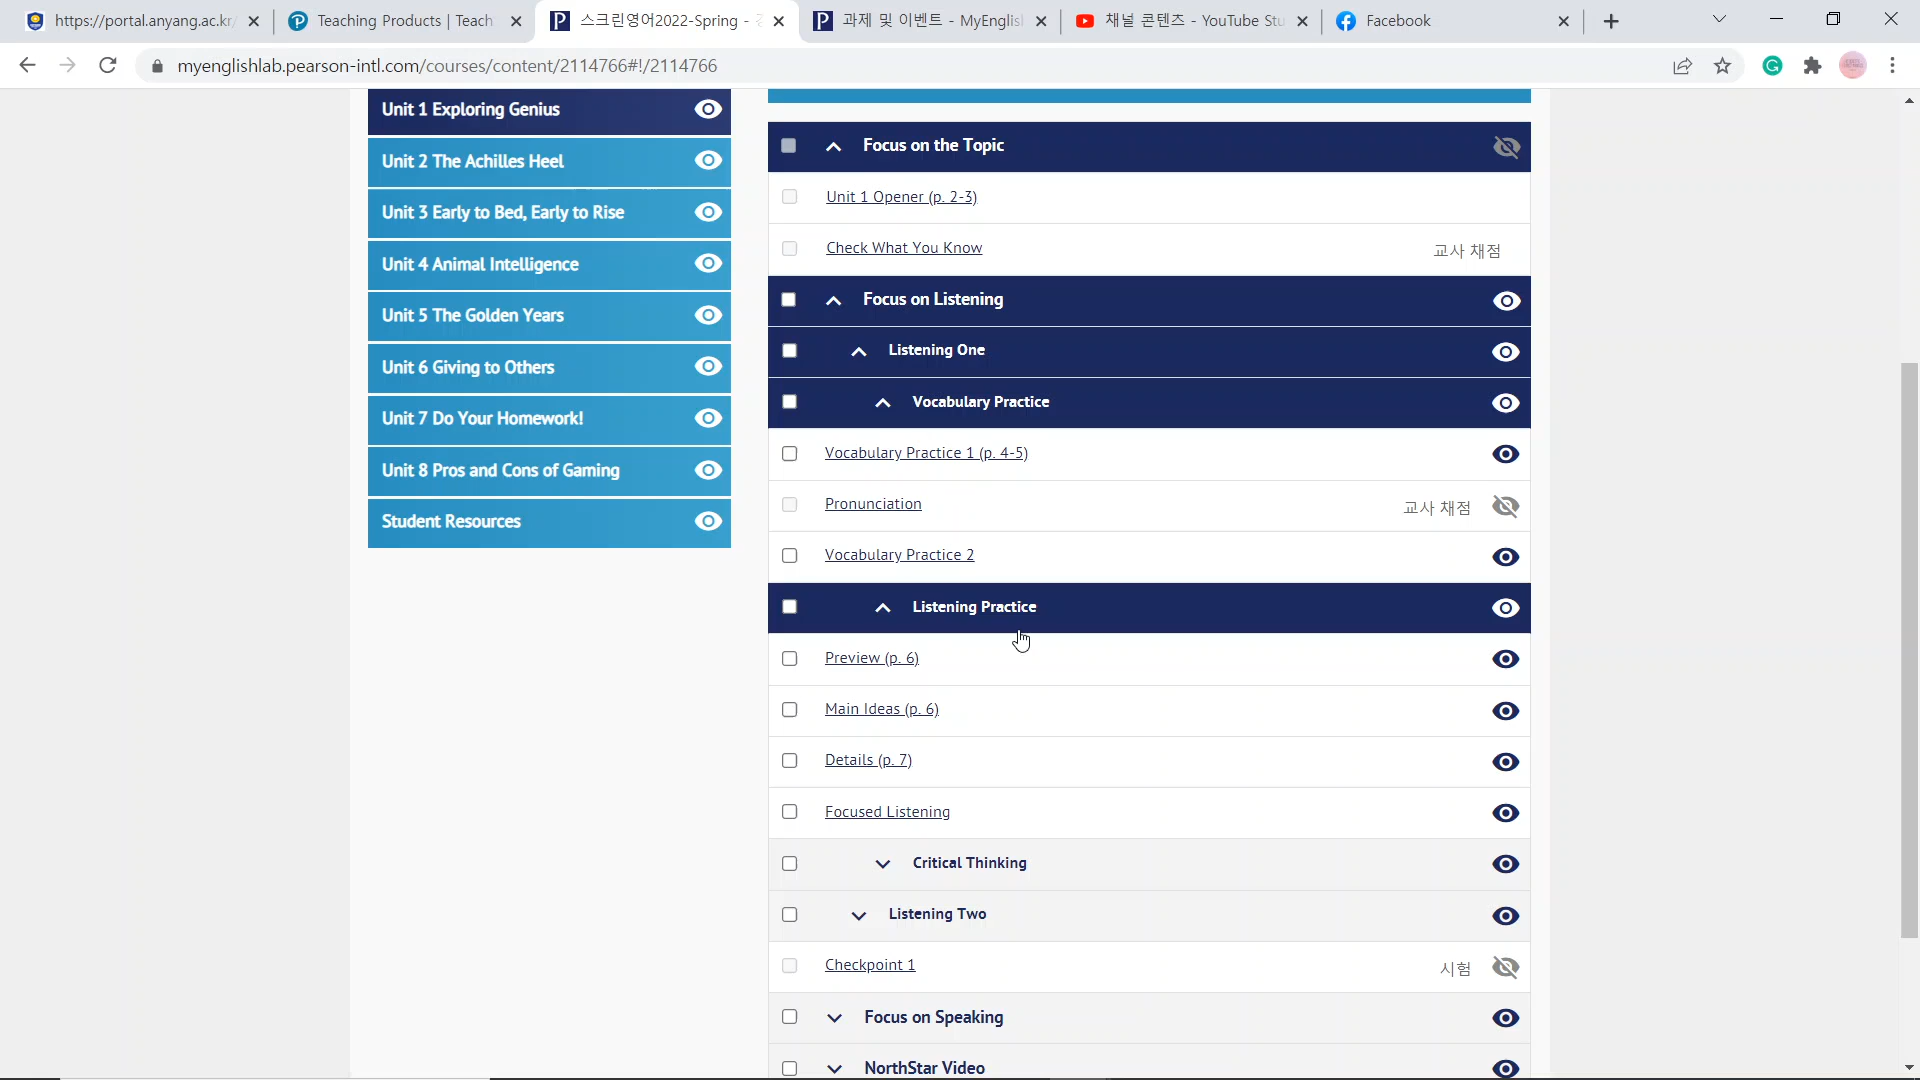 https://portal.anyang.ac.kr/
Teaching Products | Teach
스크린영어2022-Spring -
과제 및 이벤트 - MyEnglis
채널 콘텐츠 - YouTube Stu
Facebook
myenglishlab.pearson-intl.com/courses/content/2114766#!/2114766
Unit 1 Exploring Genius
Unit 2 The Achilles Heel
Unit 3 Early to Bed, Early to Rise
Unit 4 Animal Intelligence
Unit 5 The Golden Years
Unit 6 Giving to Others
Unit 7 Do Your Homework!
Unit 8 Pros and Cons of Gaming
Student Resources
Focus on the Topic
Unit 1 Opener (p. 2-3)
Check What You Know
교사 채점
Focus on Listening
Listening One
Vocabulary Practice
Vocabulary Practice 1 (p. 4-5)
Pronunciation
교사 채점
Vocabulary Practice 2
Listening Practice
Preview (p. 6)
Main Ideas (p. 6)
Details (p. 7)
Focused Listening
Critical Thinking
Listening Two
Checkpoint 1
시험
Focus on Speaking
NorthStar Video